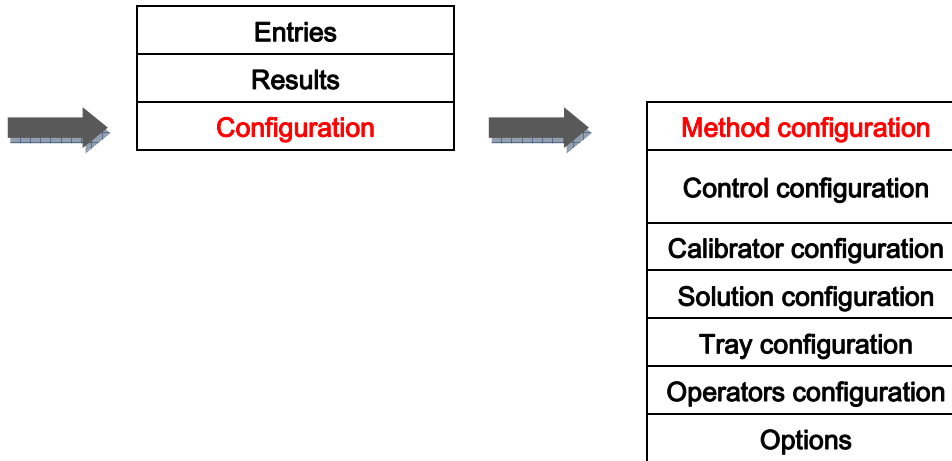 Entries
Results
Configuration
Method configuration
Control configuration
Calibrator configuration
Solution configuration
Tray configuration
Operators configuration
Options